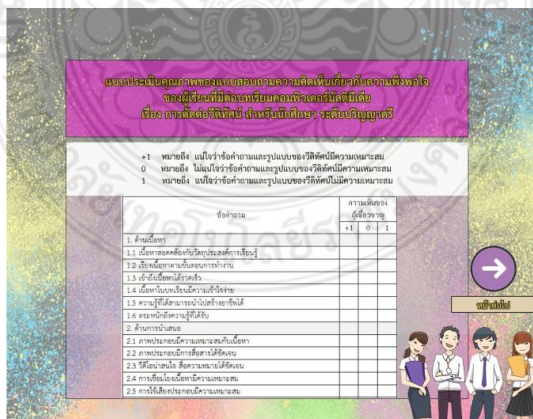 แบบประเมินคุณภาพของแบบสอบถามความคิดเห็นเกี่ยวกับความพึงพอใจ
ของผู้เรียนที่มีต่อบทเรียนคอมพิวเตอร์มัลติมีเดีย
เรื่อง การตัดต่อวีดิทัศน์ สำหรับนักศึกษา ระดับปริญญาตรี
+1 หมายถึง แน่ใจว่าข้อคำถามและรูปแบบของวีดิทัศน์มีความเหมาะสม
0 หมายถึง ไม่แน่ใจว่าข้อคำถามและรูปแบบของวีดิทัศน์มีความเหมาะสม
1 หมายถึง แน่ใจว่าข้อคำถามและรูปแบบของวีดิทัศน์ไม่มีความเหมาะสม
ข้อคำถาม
ความเห็นของ
ผู้เชี่ยวชาญ
+1 0 1
1. ด้านเนื้อหา
1.1 เนื้อหาสอดคล้องกับวัตถุประสงค์การเรียนรู้
1.2 เรียงเนื้อหาตามขั้นตอนการทำงาน
1.3 เข้าถึงเนื้อหาได้รวดเร็ว
1.4 เนื้อหาในบทเรียนมีความเข้าใจง่าย
1.5 ความรู้ที่ได้สามารถนำไปสร้างอาชีพได้
1.6 ตระหนักถึงความรู้ที่ได้รับ
2. ด้านการนำเสนอ
2.1 ภาพประกอบมีความเหมาะสมกับเนื้อหา
2.2 ภาพประกอบมีการสื่อสารได้ชัดเจน
2.3 วีดีโอน่าสนใจ สื่อความหมายได้ชัดเจน
2.4 การเชื่อมโยงเนื้อหามีความเหมาะสม
2.5 การใช้เสียงประกอบมีความเหมาะสม
หน้าต่อไป